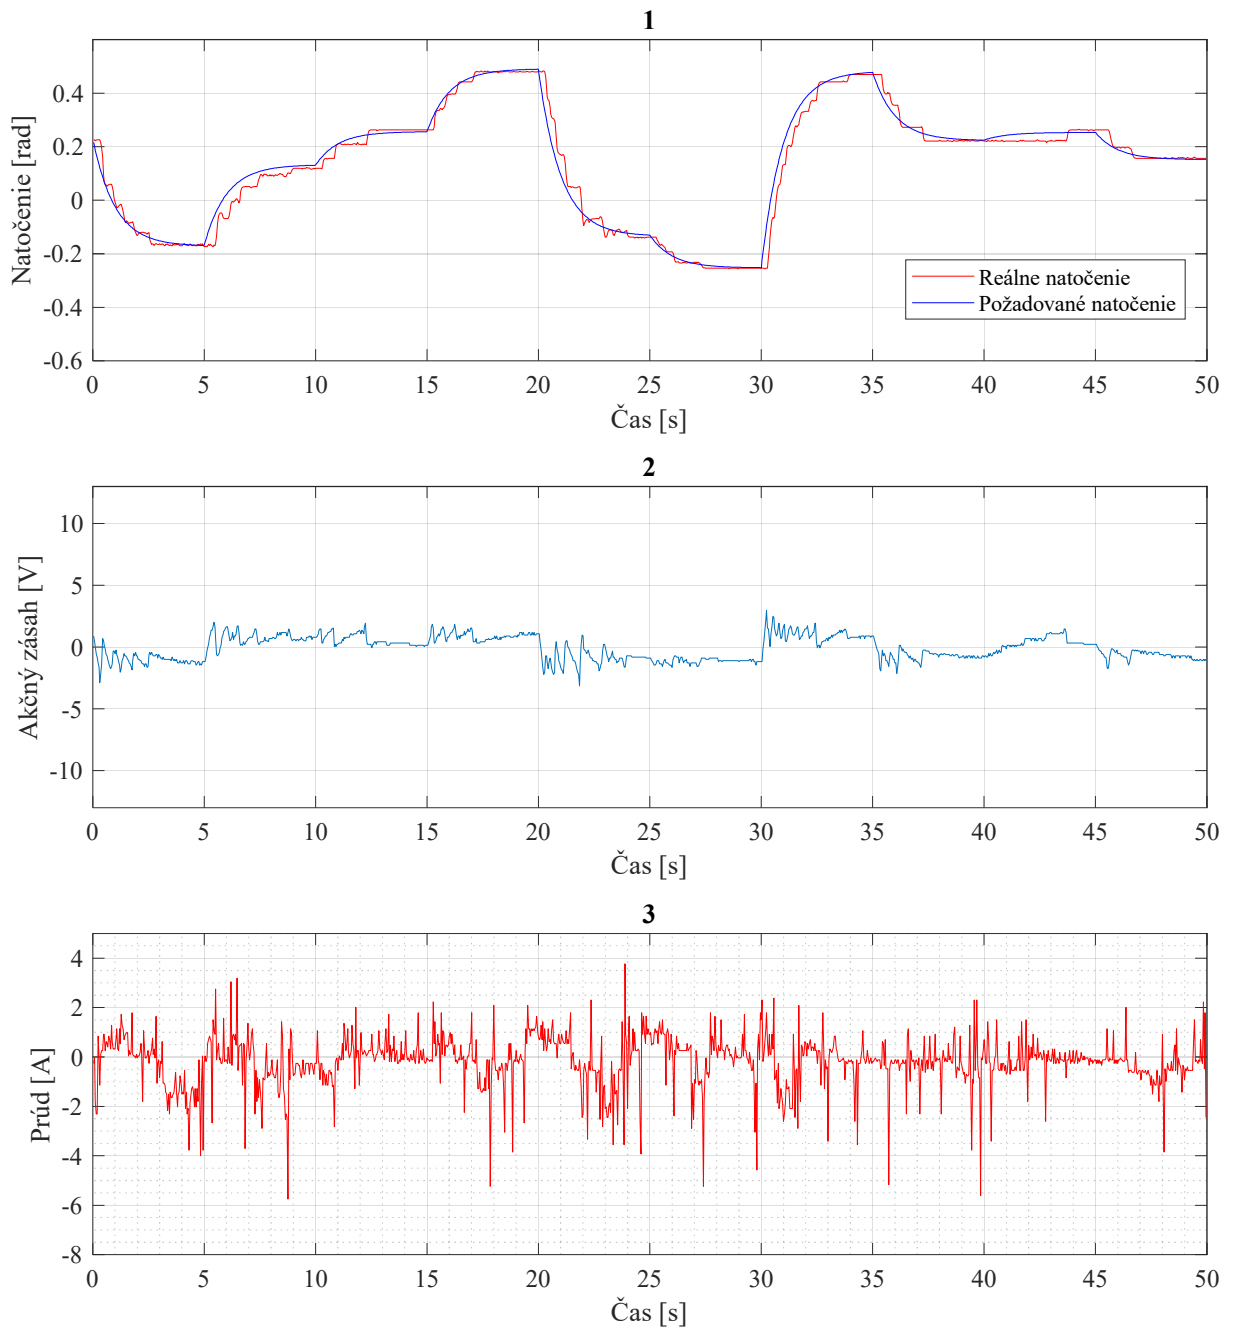 1
Natočenie [rad]
0.4
0.2
0
-0.2
-0.4
-0.6
Reálne natočenie
Požadované natočenie
0 5 10 15 20 25 30 35 40 45 50
Čas [s]
2
Akčný zásah [V]
10
5
0
-5
-10
0 5 10 15 20 25 30 35 40 45 50
Čas [s]
3
Prúd [A]
4
2
0
-2
-4
-6
-8
0 5 10 15 20 25 30 35 40 45 50
Čas [s]